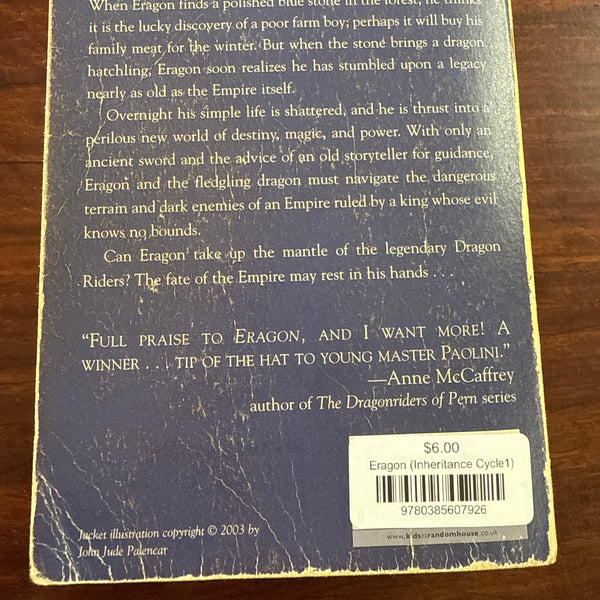 When Eragon finds a polished blue stone in the forest, he thinks
it is the lucky discovery of a poor farm boy; perhaps it will buy his
family meat for the winter. But when the stone brings a dragon
hatchling, Eragon soon realizes he has stumbled upon a legacy
nearly as old as the Empire itself.
Overnight his simple life is shattered, and he is thrust into a
perilous new world of destiny, magic, and power. With only an
ancient sword and the advice of an old storyteller for guidance,
Eragon and the fledgling dragon must navigate the dangerous
terrain and dark enemies of an Empire ruled by a king whose evil
knows no bounds.
Can Eragon take up the mantle of the legendary Dragon
Riders? The fate of the Empire may rest in his hands . . .
“FULL PRAISE TO ERAGON, AND I WANT MORE! A
WINNER . . . TIP OF THE HAT TO YOUNG MASTER PAOLINI.”
—Anne McCaffrey
author of The Dragonriders of Pern series
$6.00
Eragon (Inheritance Cycle1)
9780385607926
www.kidsatrandomhouse.co.uk
Jacket illustration copyright © 2003 by
John Jude Palencar